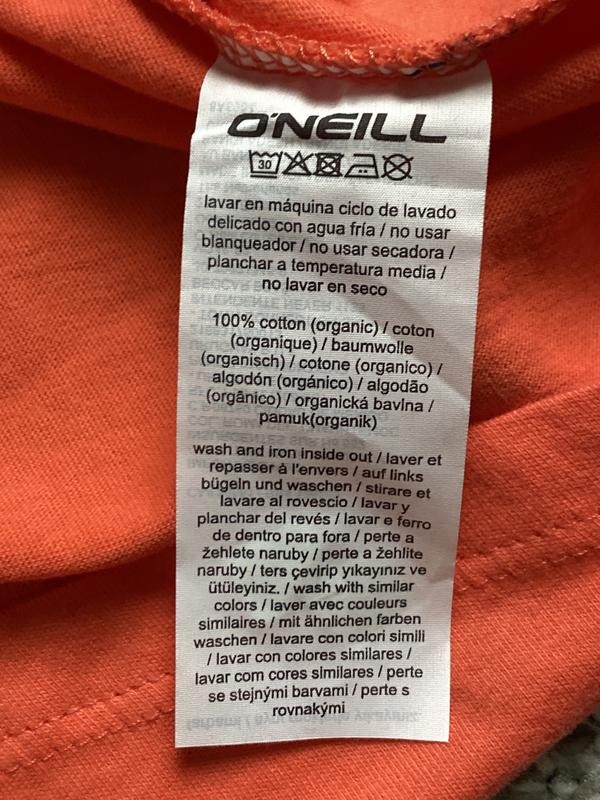 O'NEILL
30
lavar en máquina ciclo de lavado
delicado con agua fría / no usar
blanqueador / no usar secadora /
planchar a temperatura media /
no lavar en seco
100% cotton (organic) / coton
(organique) / baumwolle
(organisch) / cotone (organico) /
algodón (orgánico) / algodão
(orgânico) / organická bavlna /
pamuk(organik)
wash and iron inside out / laver et
repasser à l'envers / auf links
bügeln und waschen / stirare et
lavare al rovescio / lavar y
planchar del revés / lavar e ferro
de dentro para fora / perte a
žehlete naruby / perte a žehlite
naruby / ters çevirip yıkayınız ve
ütüleyiniz. / wash with similar
colors / laver avec couleurs
similaires / mit ähnlichen farben
waschen / lavare con colori simili
/ lavar con colores similares /
lavar com cores similares / perte
se stejnými barvami / perte s
rovnakými